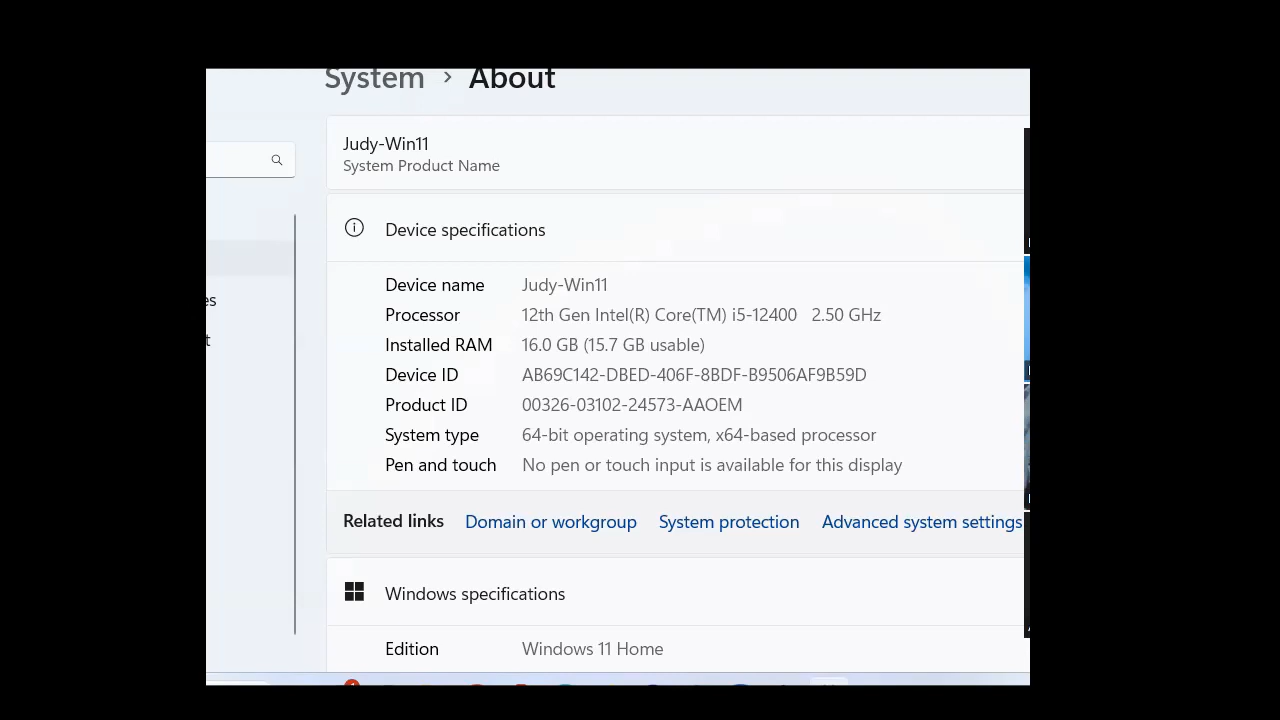 System > About
Judy-Win11
System Product Name
Device specifications
Device name Judy-Win11
Processor 12th Gen Intel(R) Core(TM) i5-12400 2.50 GHz
Installed RAM 16.0 GB (15.7 GB usable)
Device ID AB69C142-DBED-406F-8BDF-B9506AF9B59D
Product ID 00326-03102-24573-AAOEM
System type 64-bit operating system, x64-based processor
Pen and touch No pen or touch input is available for this display
Related links Domain or workgroup System protection Advanced system settings
Windows specifications
Edition Windows 11 Home